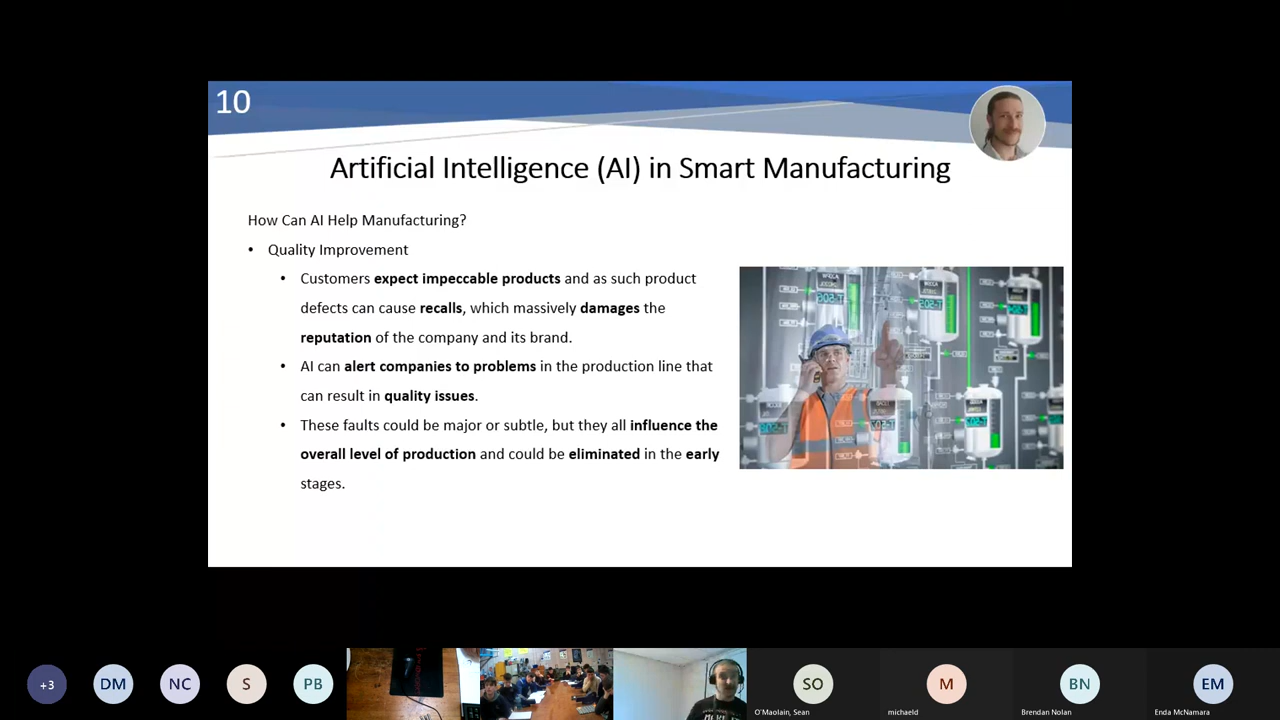 10
Artificial Intelligence (AI) in Smart Manufacturing
How Can AI Help Manufacturing?
• Quality Improvement
• Customers expect impeccable products and as such product
defects can cause recalls, which massively damages the
reputation of the company and its brand.
• AI can alert companies to problems in the production line that
can result in quality issues.
• These faults could be major or subtle, but they all influence the
overall level of production and could be eliminated in the early
stages.
+3
DM
NC
S
PB
SO
M
BN
EM
O'Maolain, Sean
michaeld
Brendan Nolan
Enda McNamara